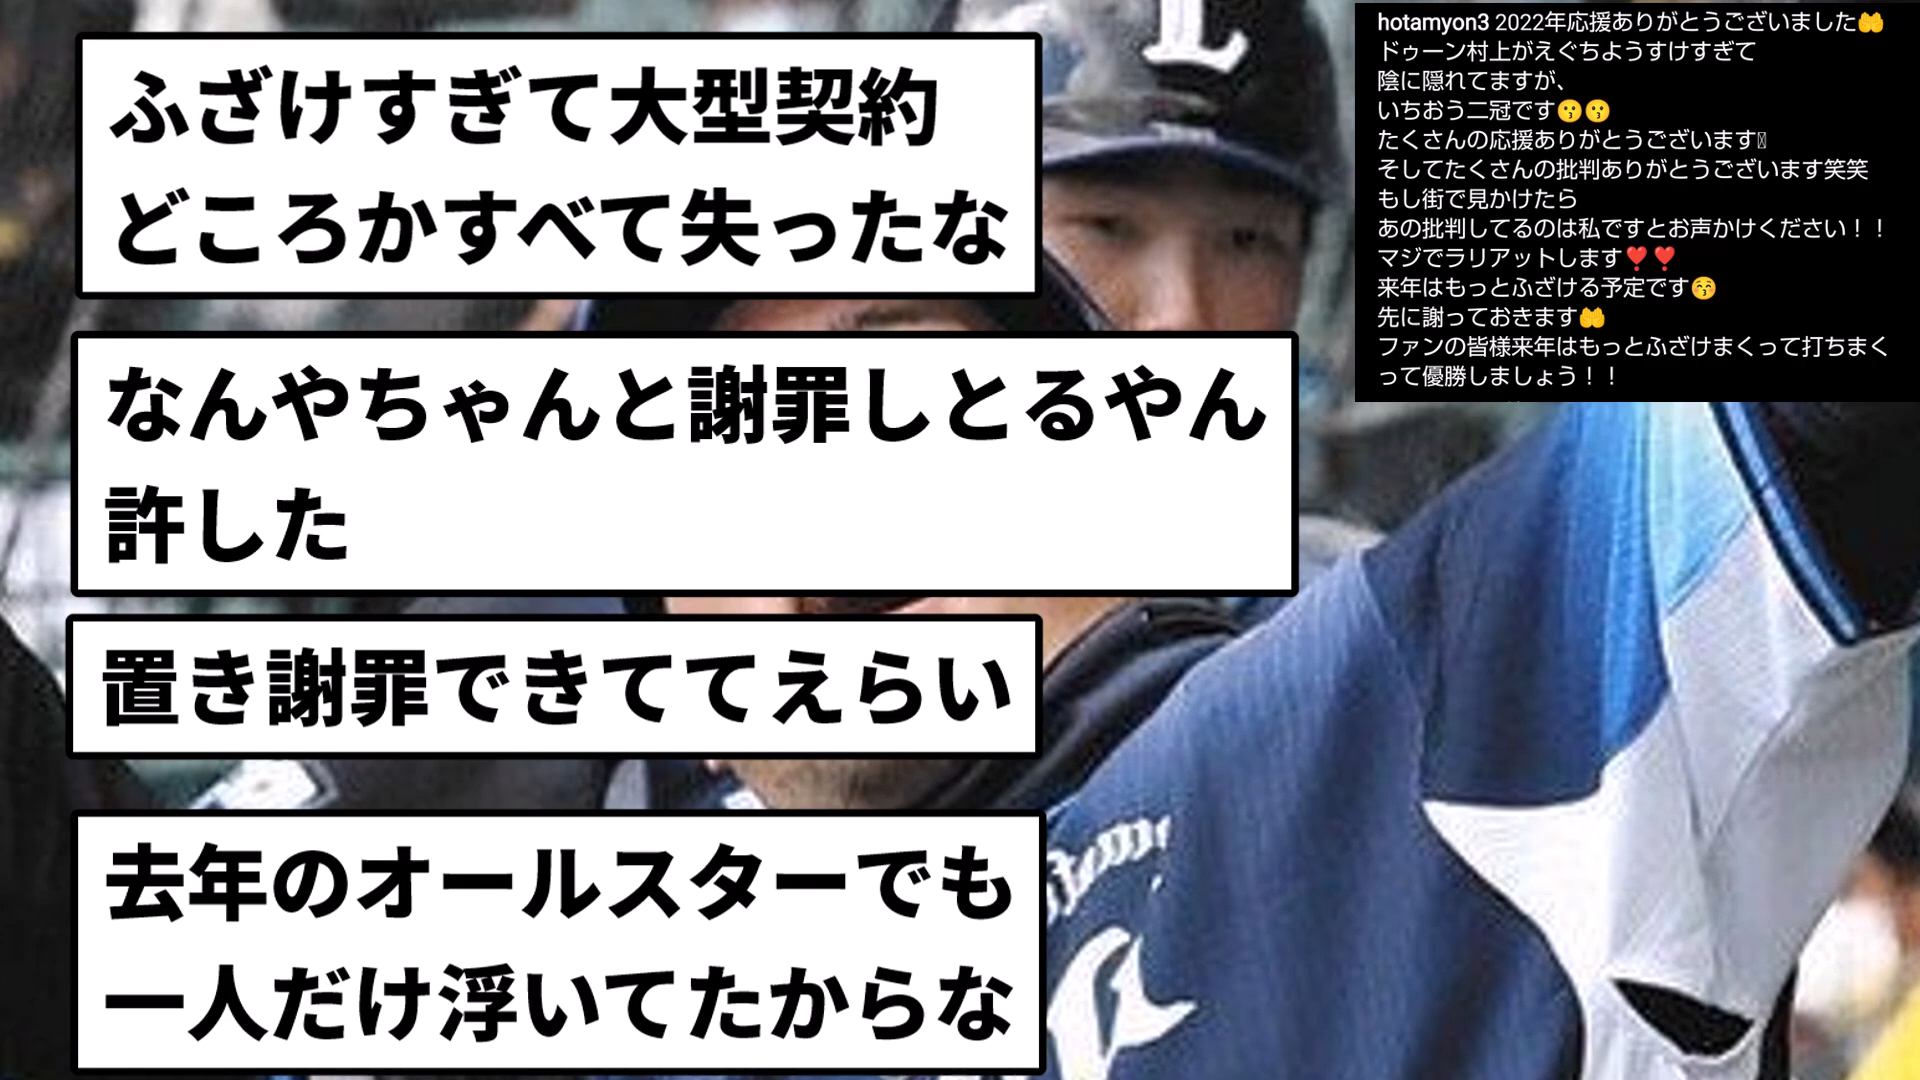 ふざけすぎて大型契約
どころかすべて失ったな
なんやちゃんと謝罪しとるやん
許した
置き謝罪できててえらい
去年のオールスターでも
一人だけ浮いてたからな
hotamyon3 2022年応援ありがとうございました🤲
ドゥーン村上がえぐちようすけすぎて
陰に隠れてますが、
いちおう二冠です😗😗
たくさんの応援ありがとうございます
そしてたくさんの批判ありがとうございます笑笑
もし街で見かけたら
あの批判してるのは私ですとお声かけください！！
マジでラリアットします❣️❣️
来年はもっとふざける予定です😚
先に謝っておきます🤲
ファンの皆様来年はもっとふざけまくって打ちまく
って優勝しましょう！！
L